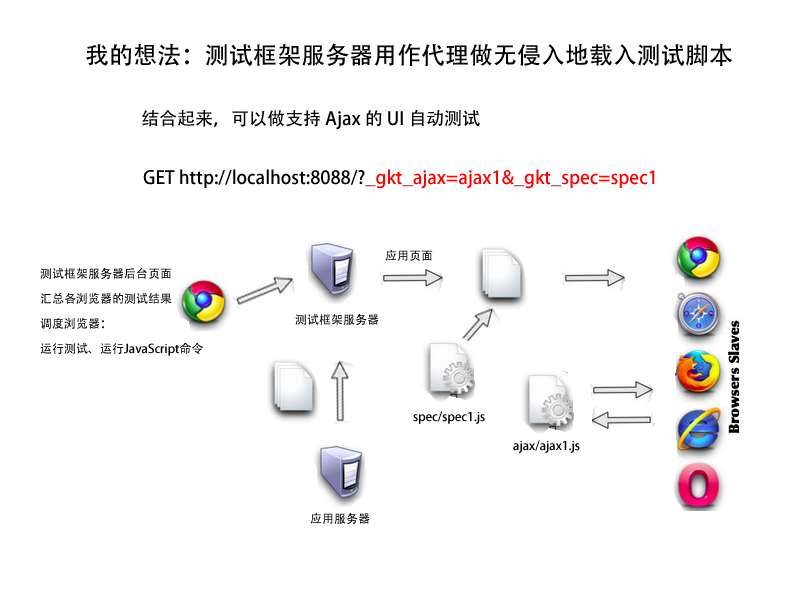 我的想法：测试框架服务器用作代理做无侵入地载入测试脚本
结合起来，可以做支持 Ajax 的 UI 自动测试
GET http://localhost:8088/?_gkt_ajax=ajax1&_gkt_spec=spec1
应用页面
测试框架服务器后台页面
汇总各浏览器的测试结果
调度浏览器：
运行测试、运行JavaScript命令
测试框架服务器
Browsers Slaves
spec/spec1.js
ajax/ajax1.js
应用服务器